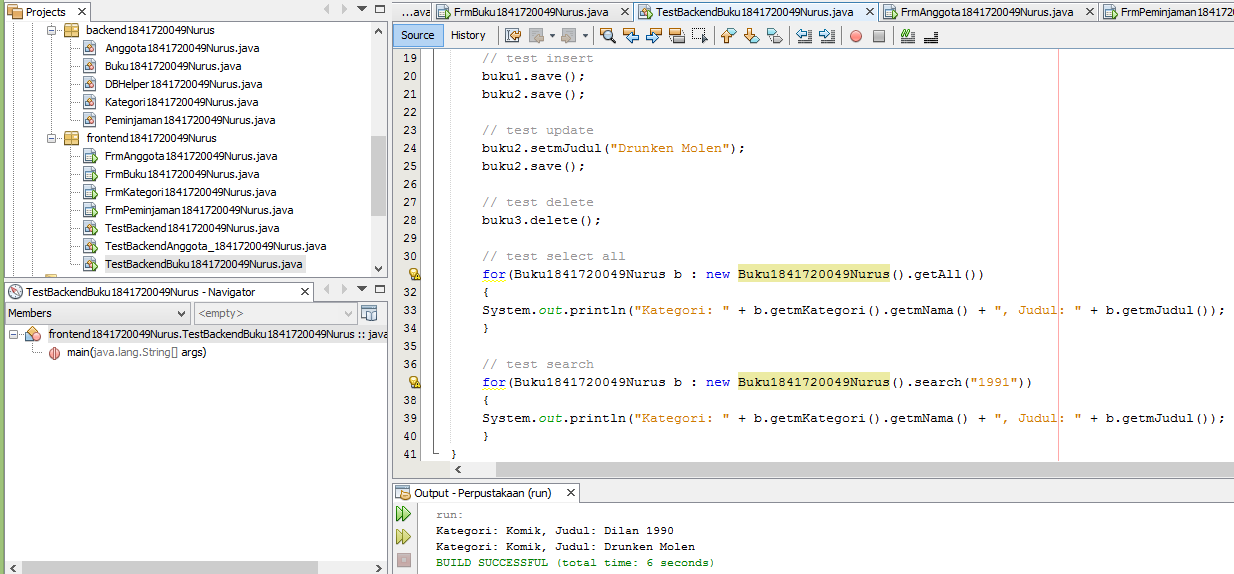 Projects
backend1841720049Nurus
Anggota1841720049Nurus.java
Buku1841720049Nurus.java
DBHelper1841720049Nurus.java
Kategori1841720049Nurus.java
Peminjaman1841720049Nurus.java
frontend1841720049Nurus
FrmAnggota1841720049Nurus.java
FrmBuku1841720049Nurus.java
FrmKategori1841720049Nurus.java
FrmPeminjaman1841720049Nurus.java
TestBackend1841720049Nurus.java
TestBackendAnggota_1841720049Nurus.java
TestBackendBuku1841720049Nurus.java
TestBackendBuku1841720049Nurus - Navigator
Members <empty>
frontend1841720049Nurus.TestBackendBuku1841720049Nurus :: java
main(java.lang.String[] args)
...ava FrmBuku1841720049Nurus.java TestBackendBuku1841720049Nurus.java FrmAnggota1841720049Nurus.java FrmPeminjaman18417200
Source History
19 // test insert
20 buku1.save();
21 buku2.save();
22
23 // test update
24 buku2.setmJudul("Drunken Molen");
25 buku2.save();
26
27 // test delete
28 buku3.delete();
29
30 // test select all
for(Buku1841720049Nurus b : new Buku1841720049Nurus().getAll())
32 {
33 System.out.println("Kategori: " + b.getmKategori().getmNama() + ", Judul: " + b.getmJudul());
34 }
35
36 // test search
for(Buku1841720049Nurus b : new Buku1841720049Nurus().search("1991"))
38 {
39 System.out.println("Kategori: " + b.getmKategori().getmNama() + ", Judul: " + b.getmJudul());
40 }
41 }
Output - Perpustakaan (run)
run:
Kategori: Komik, Judul: Dilan 1990
Kategori: Komik, Judul: Drunken Molen
BUILD SUCCESSFUL (total time: 6 seconds)